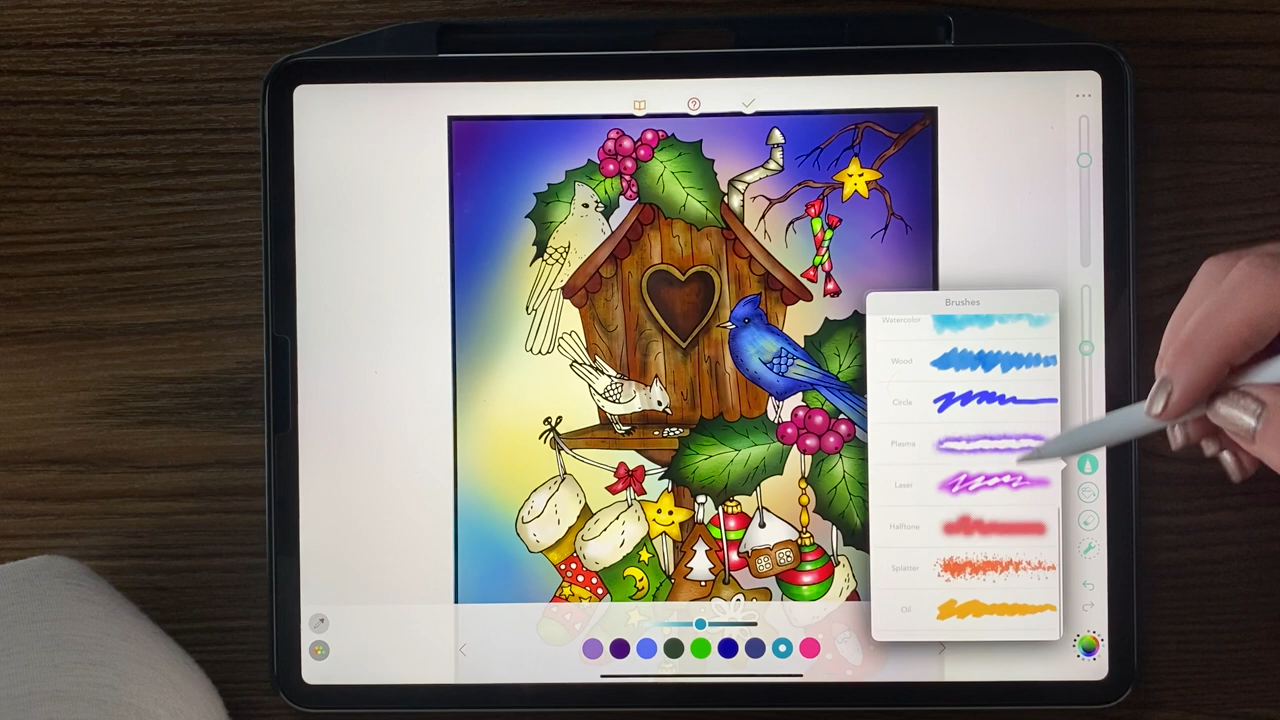 Brushes
Watercolor
Wood
Circle
Plasma
Laser
Halftone
Splatter
Oil